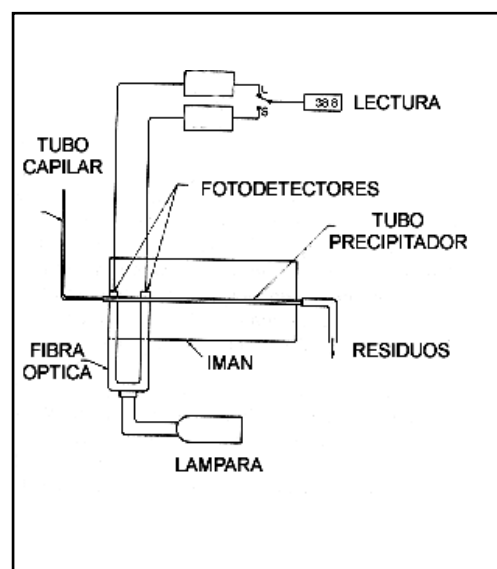 L
S
388 LECTURA
TUBO
CAPILAR
FOTODETECTORES
TUBO
PRECIPITADOR
FIBRA
OPTICA
IMAN
RESIDUOS
LAMPARA